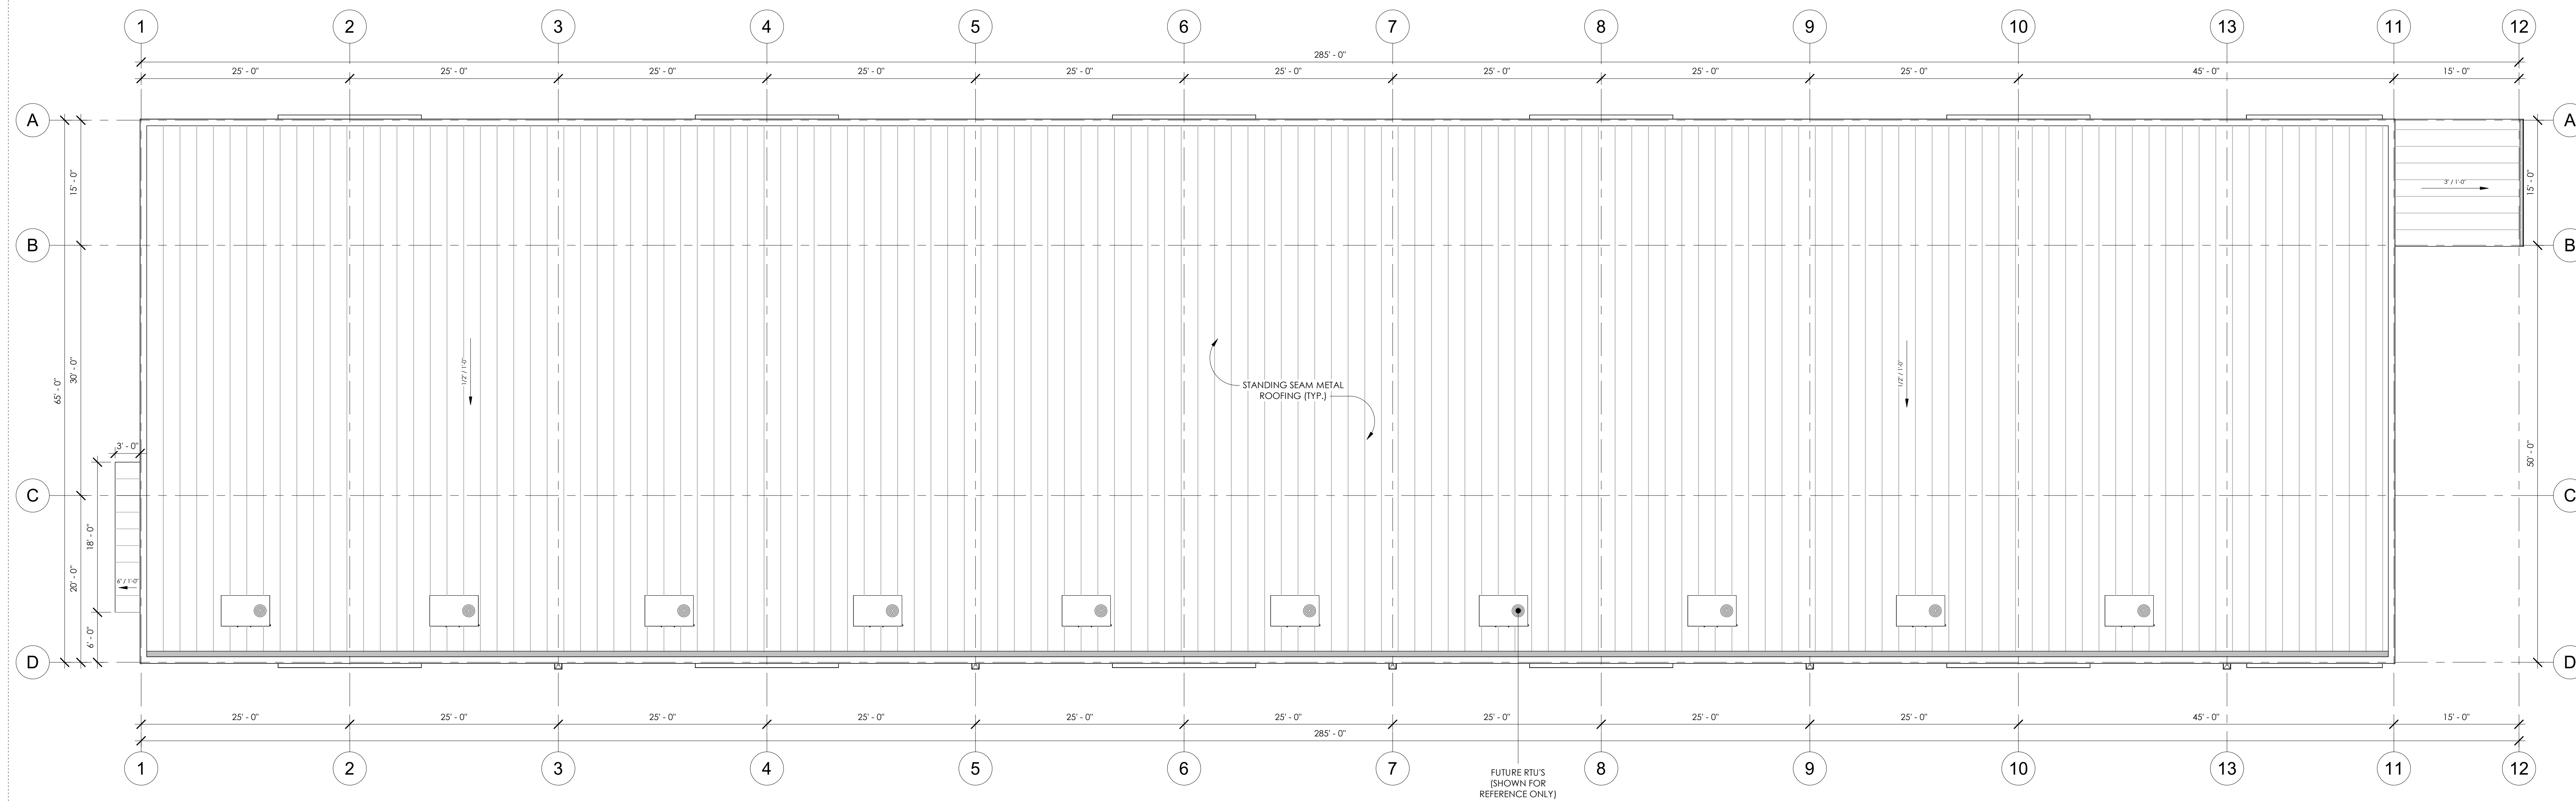 1 2 3 4 5 6 7 8 9 10 13 11 12
285' - 0"
25' - 0" 25' - 0" 25' - 0" 25' - 0" 25' - 0" 25' - 0" 25' - 0" 25' - 0" 25' - 0" 45' - 0" 15' - 0"
A A
15' - 0" 15' - 0"
3' / 1'-0"
B B
30' - 0"
65' - 0"
1/2' / 1'-0" 1/2' / 1'-0"
STANDING SEAM METAL
ROOFING (TYP.)
3' - 0"
50' - 0"
C C
18' - 0"
20' - 0"
6" / 1'-0"
6' - 0"
D D
25' - 0" 25' - 0" 25' - 0" 25' - 0" 25' - 0" 25' - 0" 25' - 0" 25' - 0" 25' - 0" 45' - 0" 15' - 0"
285' - 0"
1 2 3 4 5 6 7 8 9 10 13 11 12
FUTURE RTU'S
(SHOWN FOR
REFERENCE ONLY)